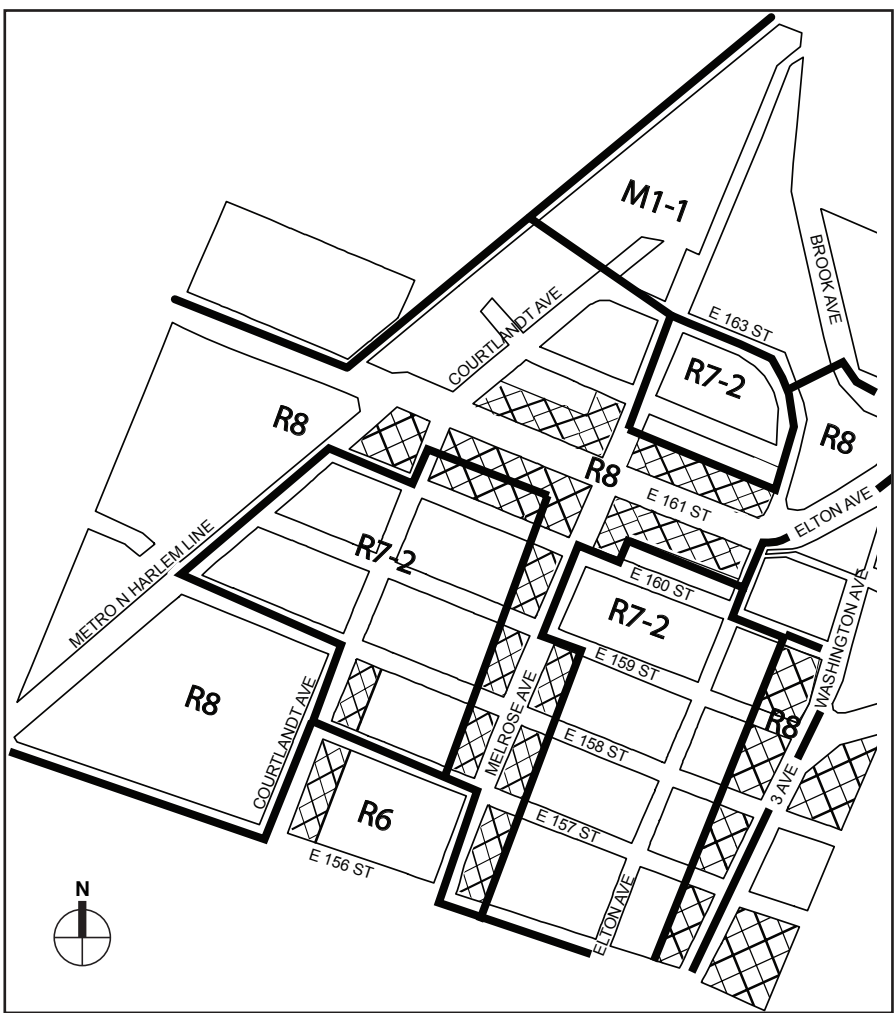 M1-1
BROOK AVE
COURTLANDT AVE
E 163 ST
R7-2
R8
R8
R8
E 161 ST
ELTON AVE
METRO N HARLEM LINE
R7-2
E 160 ST
R7-2
WASHINGTON AVE
E 159 ST
R8
COURTLANDT AVE
MELROSE AVE
R8
E 158 ST
3 AVE
R6
E 157 ST
E 156 ST
N
ELTON AVE